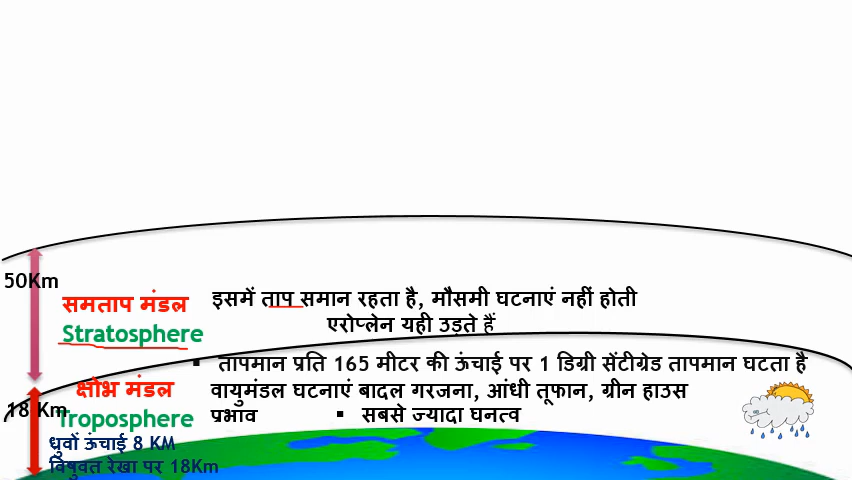 50Km
समताप मंडल
Stratosphere
इसमें ताप समान रहता है, मौसमी घटनाएं नहीं होती
एरोप्लेन यही उड़ते हैं
▪ तापमान प्रति 165 मीटर की ऊंचाई पर 1 डिग्री सेंटीग्रेड तापमान घटता है
क्षोभ मंडल
वायुमंडल घटनाएं बादल गरजना, आंधी तूफान, ग्रीन हाउस
18 Km
Troposphere
प्रभाव ▪ सबसे ज्यादा घनत्व
ध्रुवों ऊंचाई 8 KM
विषुवत रेखा पर 18Km